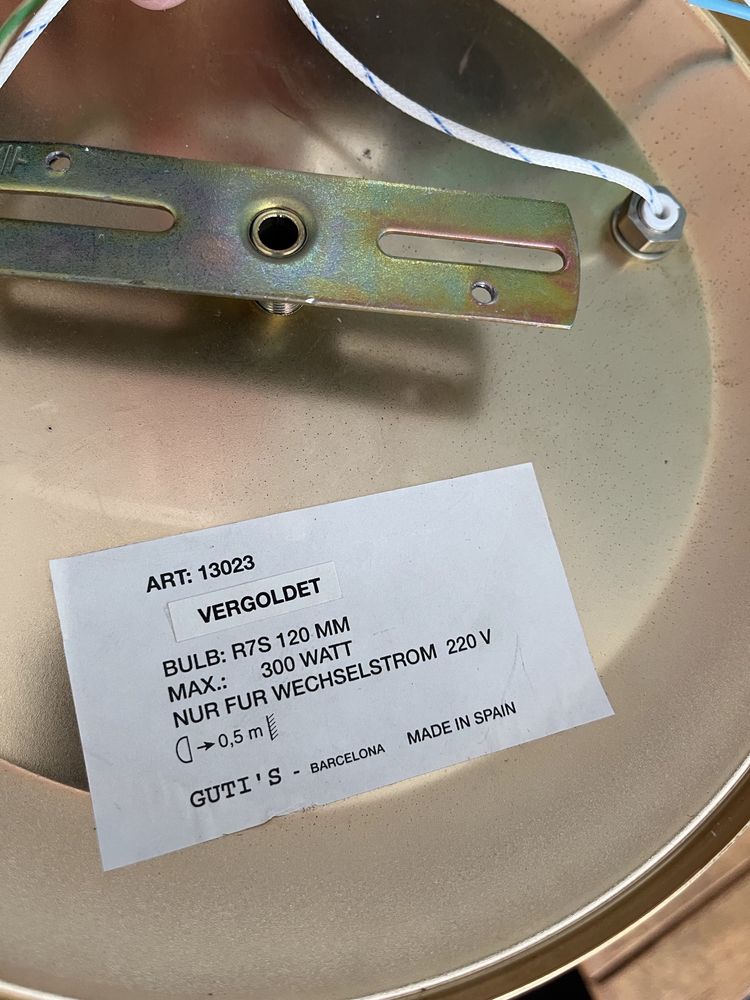 ART: 13023
VERGOLDET
BULB: R7S 120 MM
MAX.: 300 WATT
NUR FUR WECHSELSTROM 220 V
0,5 m
GUTI'S - BARCELONA MADE IN SPAIN